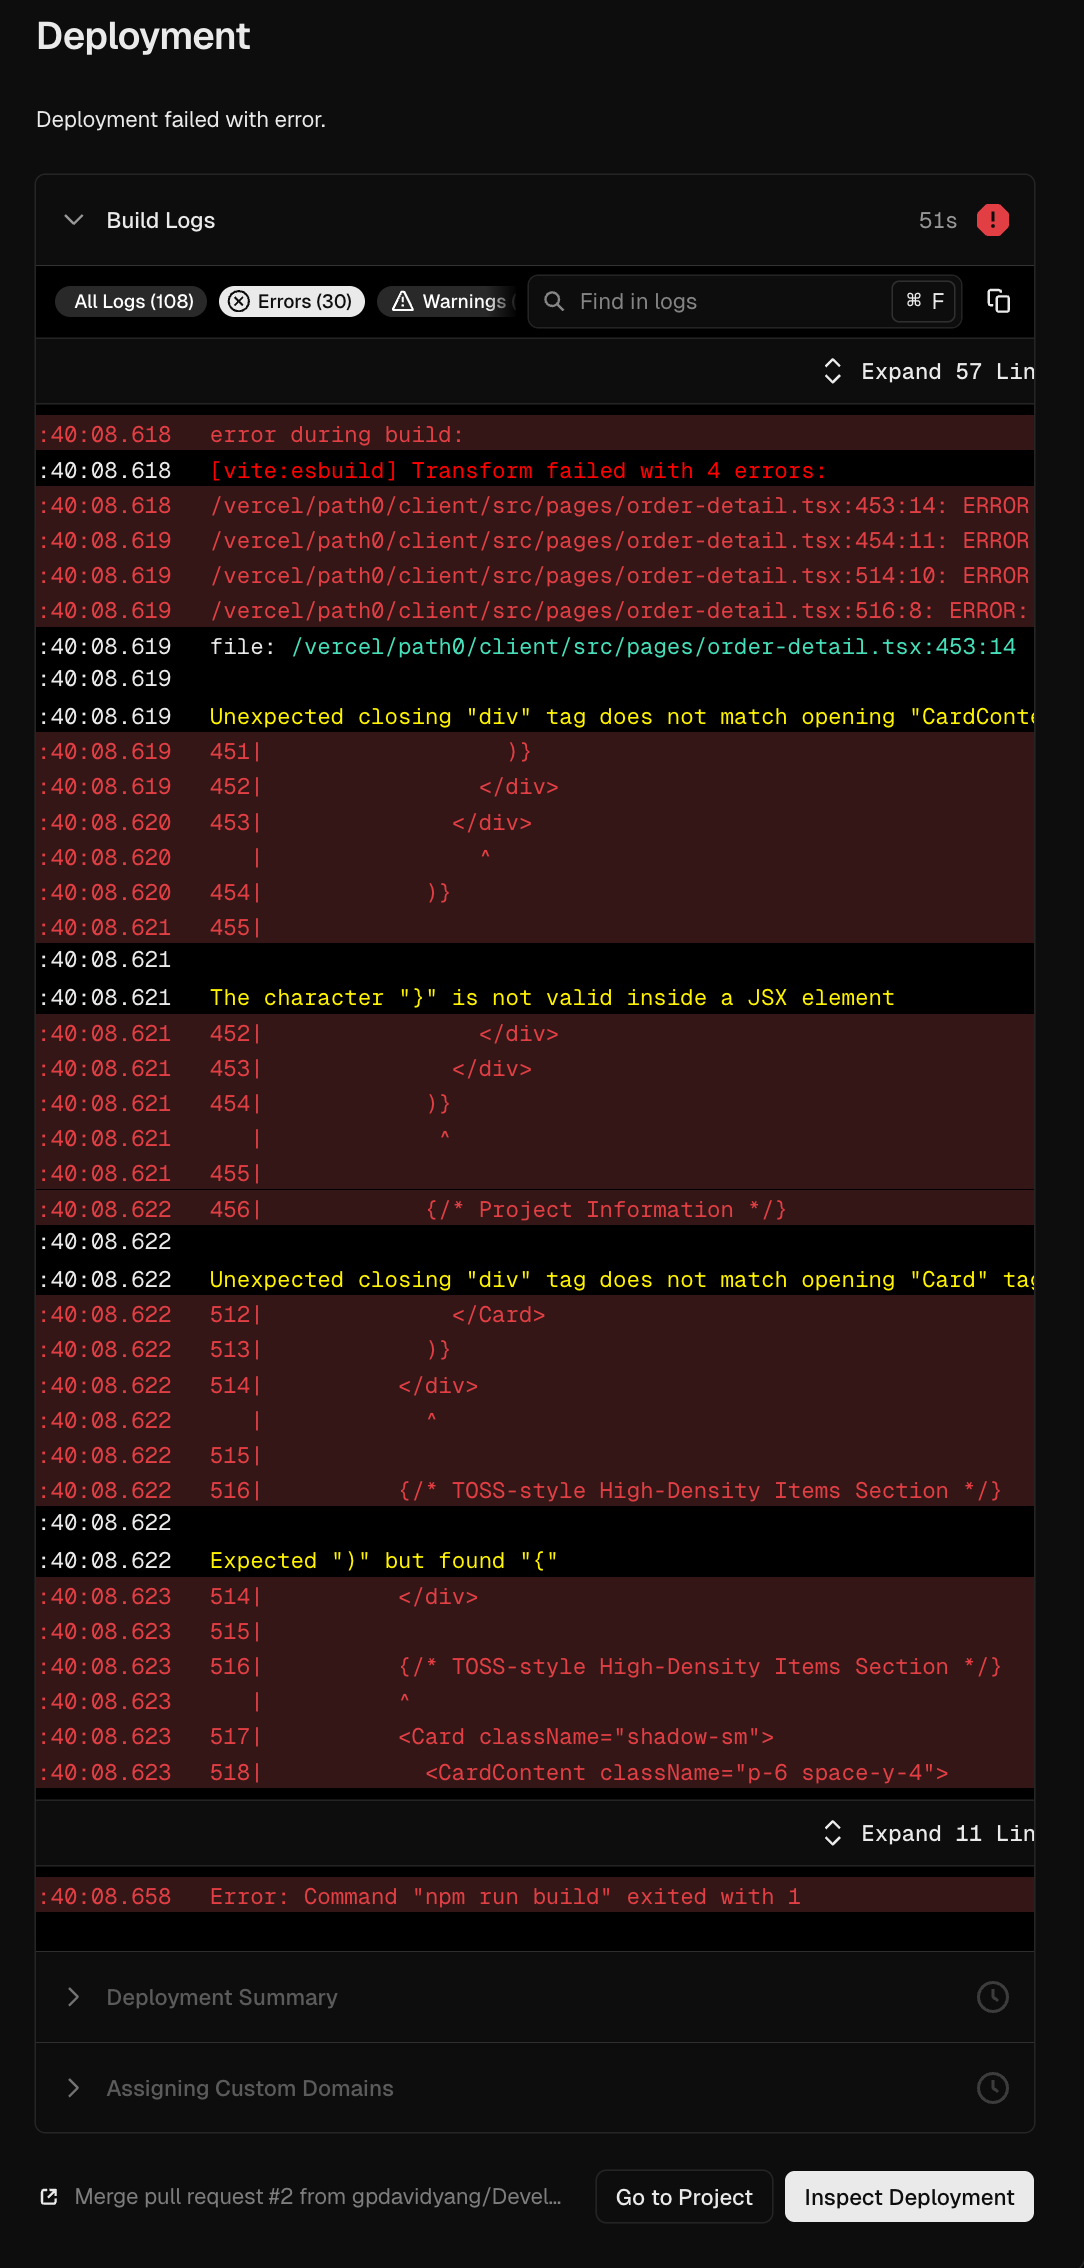 Deployment
Deployment failed with error.
Build Logs 51s
All Logs (108) Errors (30) Warnings ( Find in logs ⌘ F
Expand 57 Lin
:40:08.618 error during build:
:40:08.618 [vite:esbuild] Transform failed with 4 errors:
:40:08.618 /vercel/path0/client/src/pages/order-detail.tsx:453:14: ERROR
:40:08.619 /vercel/path0/client/src/pages/order-detail.tsx:454:11: ERROR
:40:08.619 /vercel/path0/client/src/pages/order-detail.tsx:514:10: ERROR
:40:08.619 /vercel/path0/client/src/pages/order-detail.tsx:516:8: ERROR:
:40:08.619 file: /vercel/path0/client/src/pages/order-detail.tsx:453:14
:40:08.619
:40:08.619 Unexpected closing "div" tag does not match opening "CardConte
:40:08.619 451|                  )}
:40:08.619 452|                </div>
:40:08.620 453|              </div>
:40:08.620    |                ^
:40:08.620 454|            )}
:40:08.621 455|
:40:08.621
:40:08.621 The character "}" is not valid inside a JSX element
:40:08.621 452|                </div>
:40:08.621 453|              </div>
:40:08.621 454|            )}
:40:08.621    |             ^
:40:08.621 455|
:40:08.622 456|            {/* Project Information */}
:40:08.622
:40:08.622 Unexpected closing "div" tag does not match opening "Card" tag
:40:08.622 512|              </Card>
:40:08.622 513|            )}
:40:08.622 514|          </div>
:40:08.622    |            ^
:40:08.622 515|
:40:08.622 516|          {/* TOSS-style High-Density Items Section */}
:40:08.622
:40:08.622 Expected ")" but found "{"
:40:08.623 514|          </div>
:40:08.623 515|
:40:08.623 516|          {/* TOSS-style High-Density Items Section */}
:40:08.623    |          ^
:40:08.623 517|          <Card className="shadow-sm">
:40:08.623 518|            <CardContent className="p-6 space-y-4">
Expand 11 Lin
:40:08.658 Error: Command "npm run build" exited with 1
Deployment Summary
Assigning Custom Domains
Merge pull request #2 from gpdavidyang/Devel... Go to Project Inspect Deployment